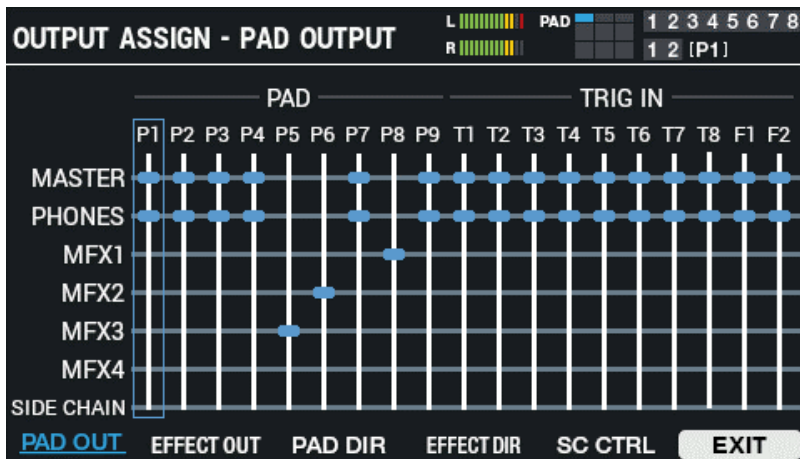 OUTPUT ASSIGN - PAD OUTPUT
L
R
PAD
1 2 3 4 5 6 7 8
1 2 [P1]
PAD TRIG IN
P1 P2 P3 P4 P5 P6 P7 P8 P9 T1 T2 T3 T4 T5 T6 T7 T8 F1 F2
MASTER
PHONES
MFX1
MFX2
MFX3
MFX4
SIDE CHAIN
PAD OUT EFFECT OUT PAD DIR EFFECT DIR SC CTRL EXIT